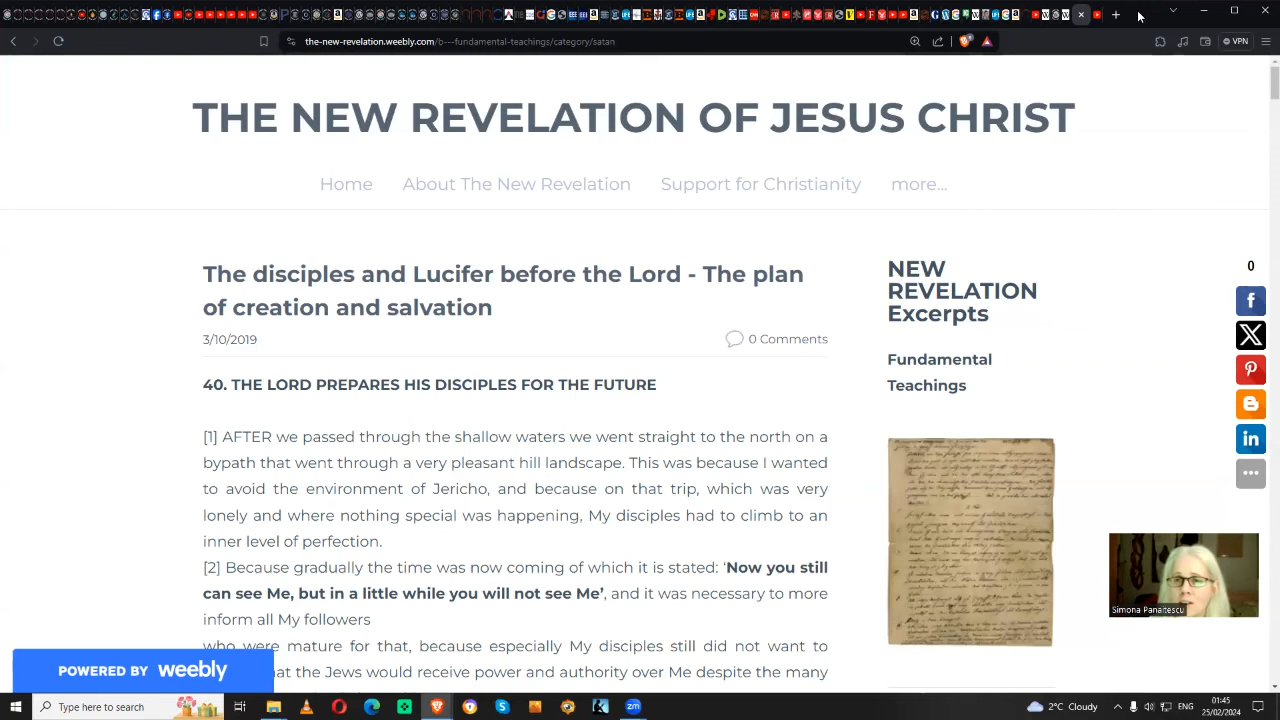 the-new-revelation.weebly.com/b---fundamental-teachings/category/satan
VPN
THE NEW REVELATION OF JESUS CHRIST
Home About The New Revelation Support for Christianity more...
The disciples and Lucifer before the Lord - The plan
of creation and salvation
3/10/2019
0 Comments
40. THE LORD PREPARES HIS DISCIPLES FOR THE FUTURE
[1] AFTER we passed through the shallow waters we went straight to the north on a
bypath that went through a very pleasant hill landscape. This was because I wanted
to avoid the environment of Jericho, and because on that trip, which was very
lonely and where nothing special was happening, My disciples had to climb to an
inner level of perfection.
[2] Because gradually the time was now coming of which it is stated: ‘Now you still
can see Me, but in a little while you will not see Me’, and it was necessary to more
inform all My followers
who were mature for that, because especially My disciples still did not want to
at the Jews would receive power and authority over Me despite the many
NEW
REVELATION
Excerpts
Fundamental
Teachings
0
Simona Panaitescu
POWERED BY weebly
Type here to search
2°C Cloudy
ENG
01:45
25/02/2024